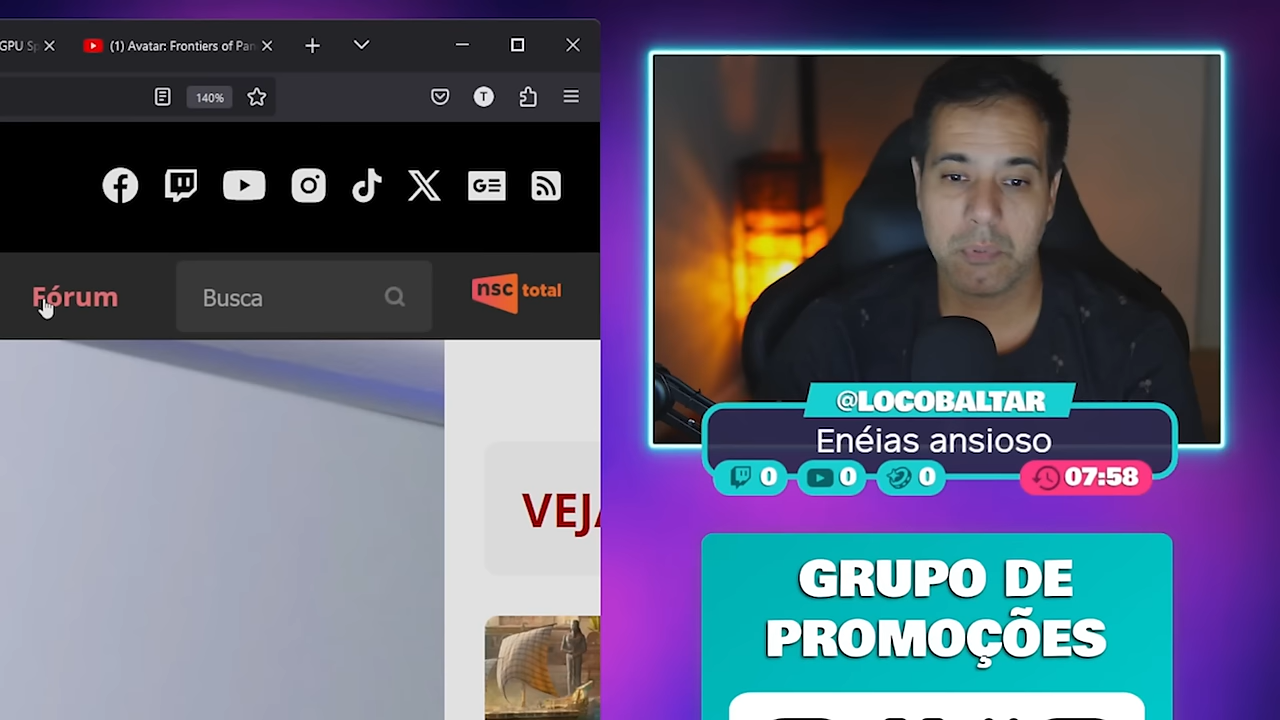 GPU Sp
(1) Avatar: Frontiers of Pan
140%
T
Fórum
Busca
nsc total
VEJA
@LOCOBALTAR
Enéias ansioso
0 0 0 07:58
GRUPO DE
PROMOÇÕES